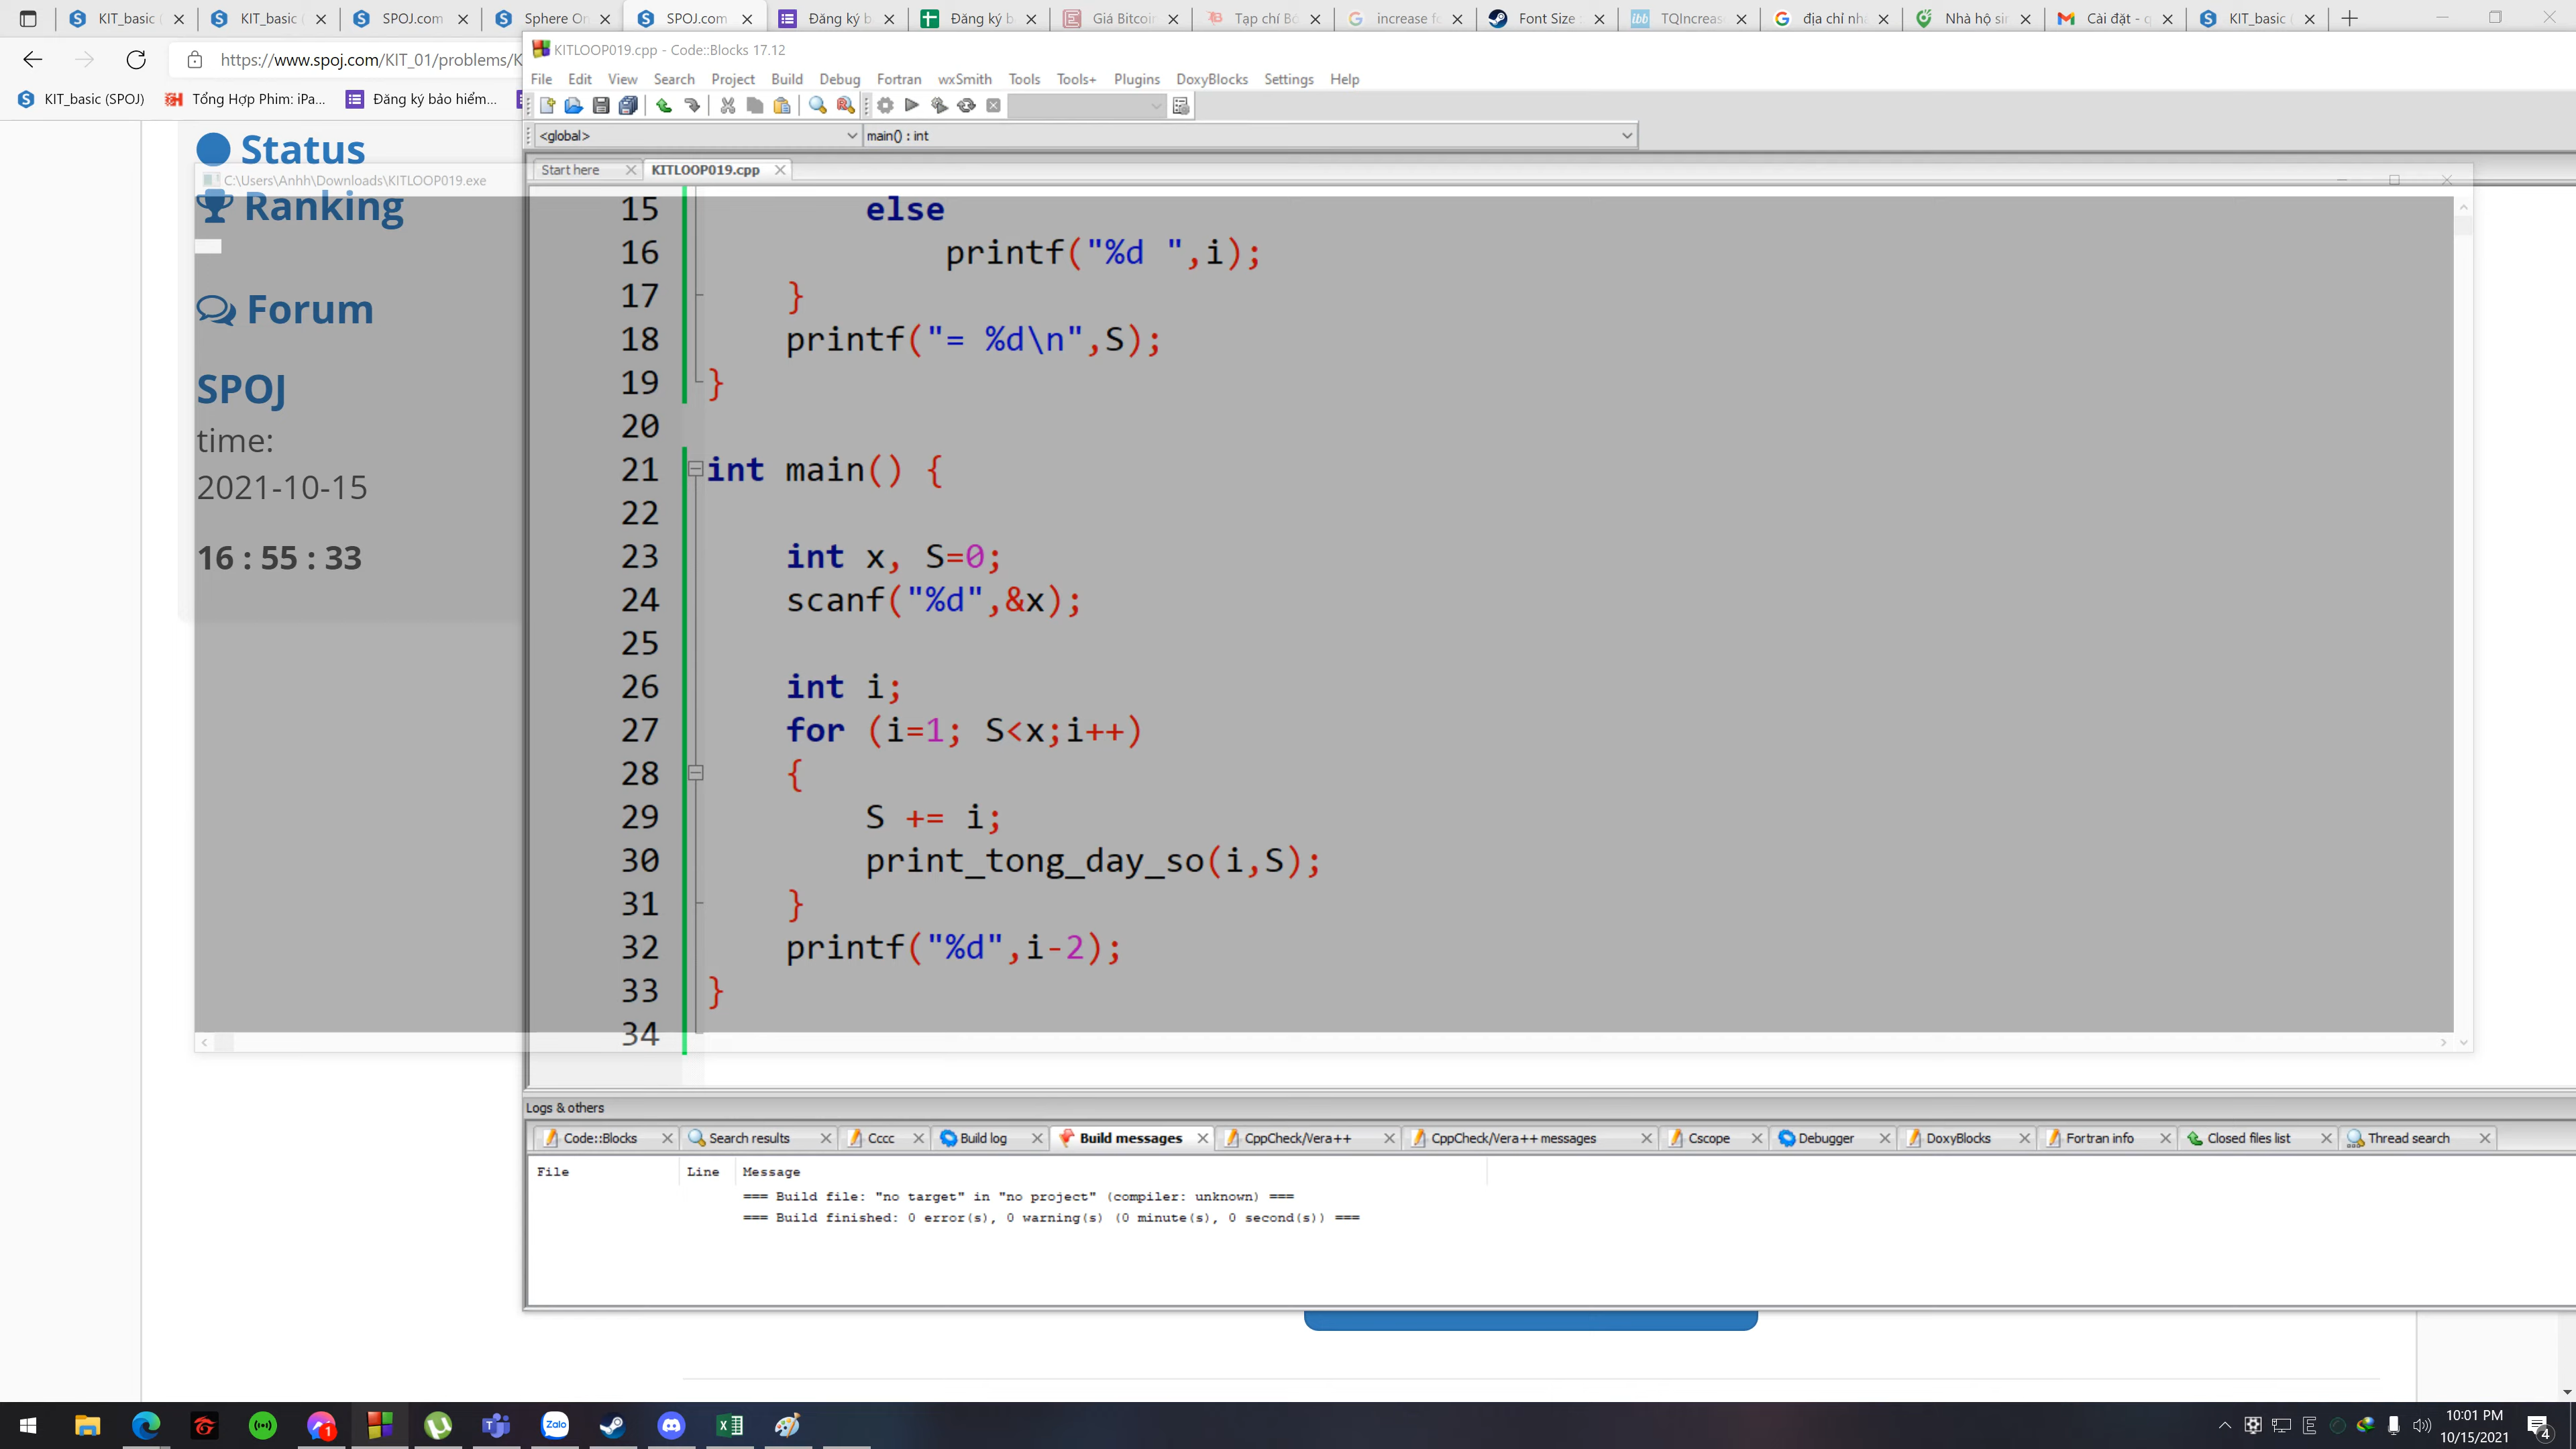 KIT_basic (
KIT_basic (
SPOJ.com
Sphere On
SPOJ.com
Đăng ký b
Đăng ký b
Giá Bitcoin
Tạp chí Bó
increase fo
Font Size
TQIncreas
địa chỉ nh
Nhà hộ sin
Cài đặt - q
KIT_basic (
https://www.spoj.com/KIT_01/problems/K
KIT_basic (SPOJ)
Tổng Hợp Phim: iPa...
Đăng ký bảo hiểm...
KITLOOP019.cpp - Code::Blocks 17.12
File Edit View Search Project Build Debug Fortran wxSmith Tools Tools+ Plugins DoxyBlocks Settings Help
<global>
main() : int
Start here
KITLOOP019.cpp
Status
C:\Users\Anhh\Downloads\KITLOOP019.exe
Ranking
Forum
SPOJ
time:
2021-10-15
16 : 55 : 33
15 else
16 printf("%d ",i);
17 }
18 printf("= %d\n",S);
19 }
20
21 int main() {
22
23 int x, S=0;
24 scanf("%d",&x);
25
26 int i;
27 for (i=1; S<x;i++)
28 {
29 S += i;
30 print_tong_day_so(i,S);
31 }
32 printf("%d",i-2);
33 }
34
Logs & others
Code::Blocks
Search results
Cccc
Build log
Build messages
CppCheck/Vera++
CppCheck/Vera++ messages
Cscope
Debugger
DoxyBlocks
Fortran info
Closed files list
Thread search
File Line Message
=== Build file: "no target" in "no project" (compiler: unknown) ===
=== Build finished: 0 error(s), 0 warning(s) (0 minute(s), 0 second(s)) ===
Zalo
1
E
10:01 PM
10/15/2021
4